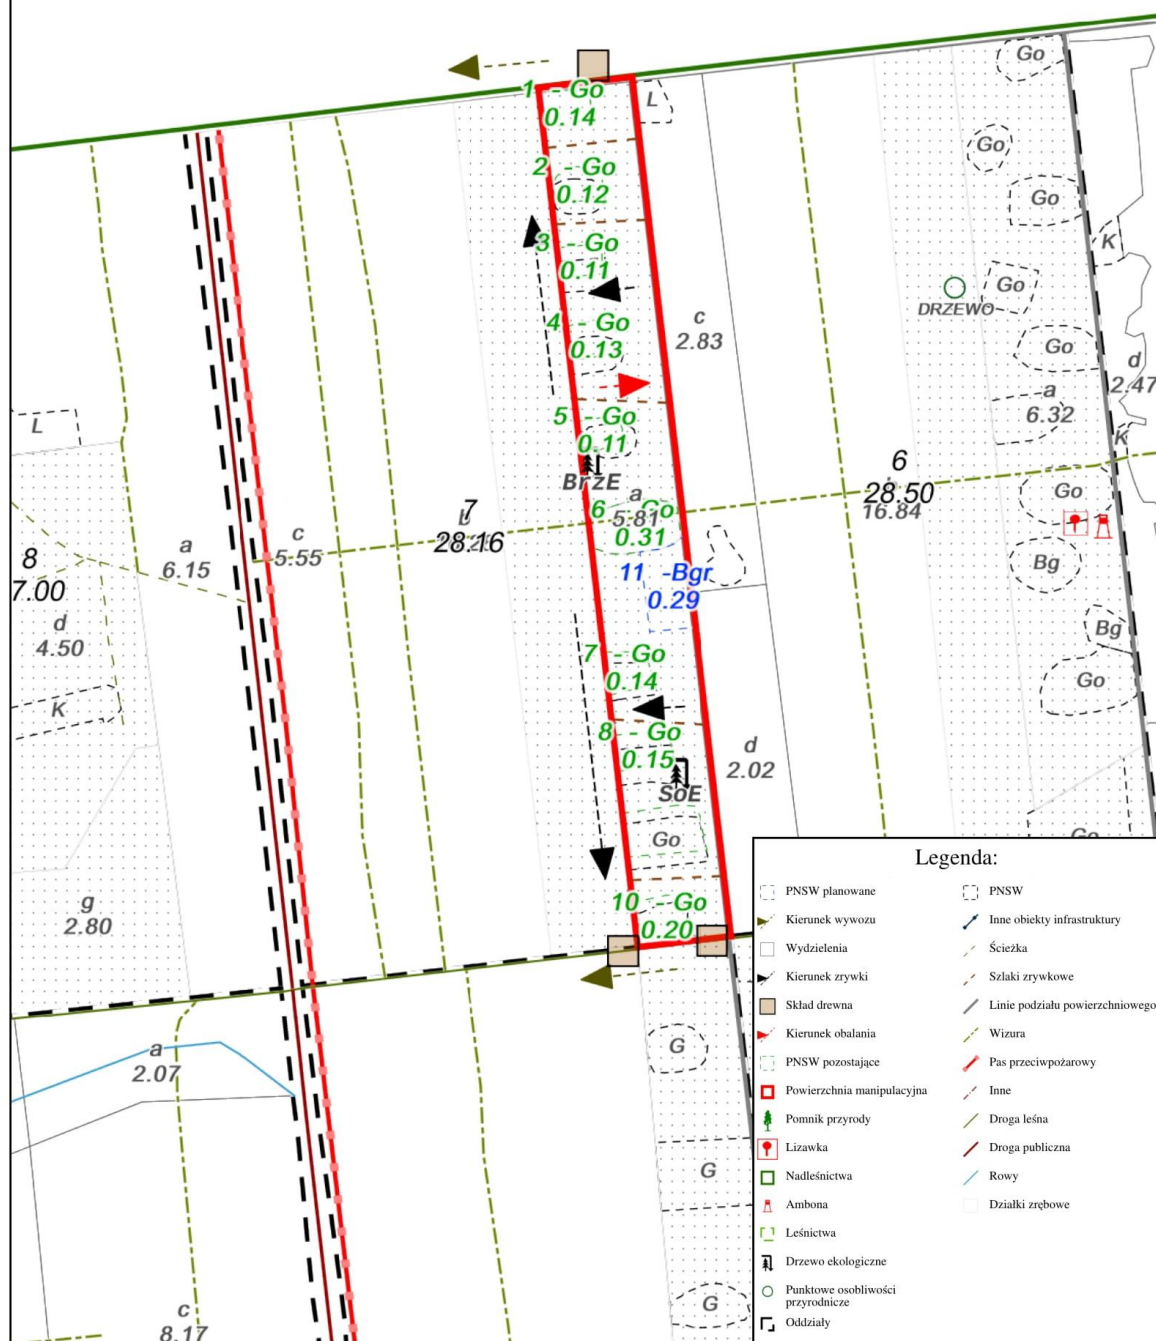 Go
1 - Go
0.14
L
Go
2 - Go
0.12
Go
K
3 - Go
0.11
Go
DRZEWO
4 - Go
0.13
c
2.83
Go
d
2.47
a
6.32
5 - Go
0.11
L
K
BrzE
6
28.50
16.84
Go
a
5.81
6 - Go
0.31
7
28.16
c
5.55
a
6.15
8
7.00
11 -Bgr
0.29
Bg
d
4.50
Bg
7 - Go
0.14
Go
K
8 - Go
0.15
d
2.02
SoE
Go
Go
g
2.80
10 - Go
0.20
a
2.07
G
G
G
c
8.17
Legenda:
PNSW planowane
Kierunek wywozu
Wydzielenia
Kierunek zrywki
Skład drewna
Kierunek obalania
PNSW pozostające
Powierzchnia manipulacyjna
Pomnik przyrody
Lizawka
Nadleśnictwa
Ambona
Leśnictwa
Drzewo ekologiczne
Punktowe osobliwości
przyrodnicze
Oddziały
PNSW
Inne obiekty infrastruktury
Ścieżka
Szlaki zrywkowe
Linie podziału powierzchniowego
Wizura
Pas przeciwpożarowy
Inne
Droga leśna
Droga publiczna
Rowy
Działki zrębowe